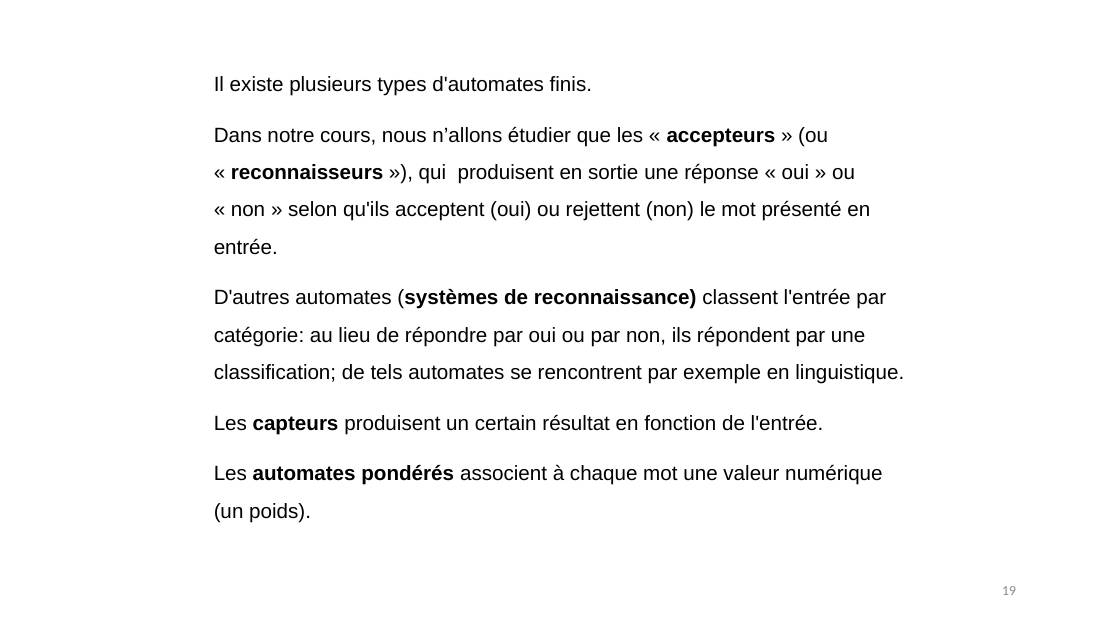 Il existe plusieurs types d'automates finis.
Dans notre cours, nous n’allons étudier que les « accepteurs » (ou
« reconnaisseurs »), qui  produisent en sortie une réponse « oui » ou
« non » selon qu'ils acceptent (oui) ou rejettent (non) le mot présenté en
entrée.
D'autres automates (systèmes de reconnaissance) classent l'entrée par
catégorie: au lieu de répondre par oui ou par non, ils répondent par une
classification; de tels automates se rencontrent par exemple en linguistique.
Les capteurs produisent un certain résultat en fonction de l'entrée.
Les automates pondérés associent à chaque mot une valeur numérique
(un poids).
19